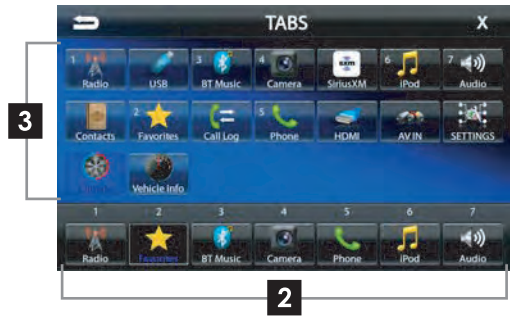 TABS X
1 3 4 6 7
Radio USB BT Music Camera SiriusXM iPod Audio
sxm
2 5
Contacts Favorites Call Log Phone HDMI AV IN SETTINGS
Vehicle Info
1 2 3 4 5 6 7
Radio Favorites BT Music Camera Phone iPod Audio
3
2